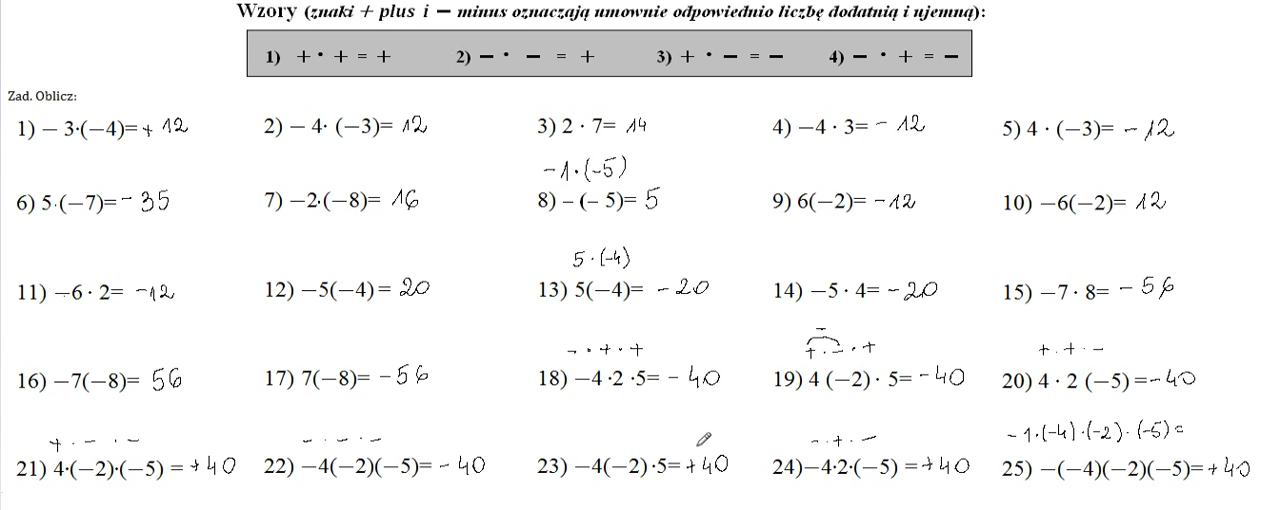 Wzory (znaki + plus i − minus oznaczają umownie odpowiednio liczbę dodatnią i ujemną):
1) + · + = + 2) − · − = + 3) + · − = − 4) − · + = −
Zad. Oblicz:
1) − 3·(−4)= + 12 2) − 4· (−3)= 12 3) 2 · 7= 14 4) −4 · 3= − 12 5) 4 · (−3)= − 12
−1·(−5)
6) 5·(−7)= − 35 7) −2·(−8)= 16 8) − (− 5)= 5 9) 6(−2)= −12 10) −6(−2)= 12
5·(−4)
11) −6 · 2= −12 12) −5(−4) = 20 13) 5(−4)= − 20 14) −5 · 4= − 20 15) −7 · 8= − 56
−
− · + · + + · − · + + · + · −
16) −7(−8)= 56 17) 7(−8)= − 56 18) −4 ·2 ·5= − 40 19) 4 (−2) · 5= − 40 20) 4 · 2 (−5) = − 40
+ · − · − − · − · − − · + · − −1·(−4)·(−2)·(−5)=
21) 4·(−2)·(−5) = + 40 22) −4(−2)(−5)= − 40 23) −4(−2)·5= + 40 24)−4·2·(−5) = + 40 25) −(−4)(−2)(−5)= + 40